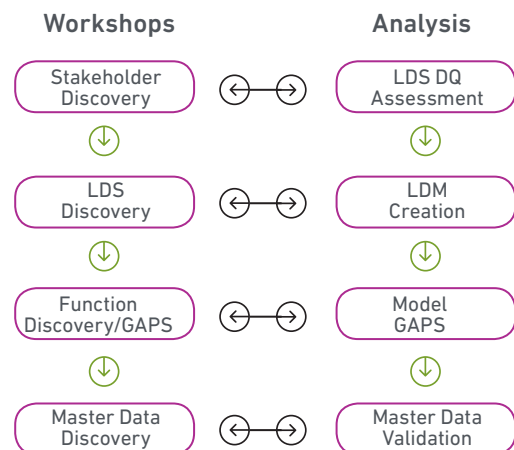 Workshops
Analysis
Stakeholder
Discovery
LDS DQ
Assessment
LDS
Discovery
LDM
Creation
Function
Discovery/GAPS
Model
GAPS
Master Data
Discovery
Master Data
Validation